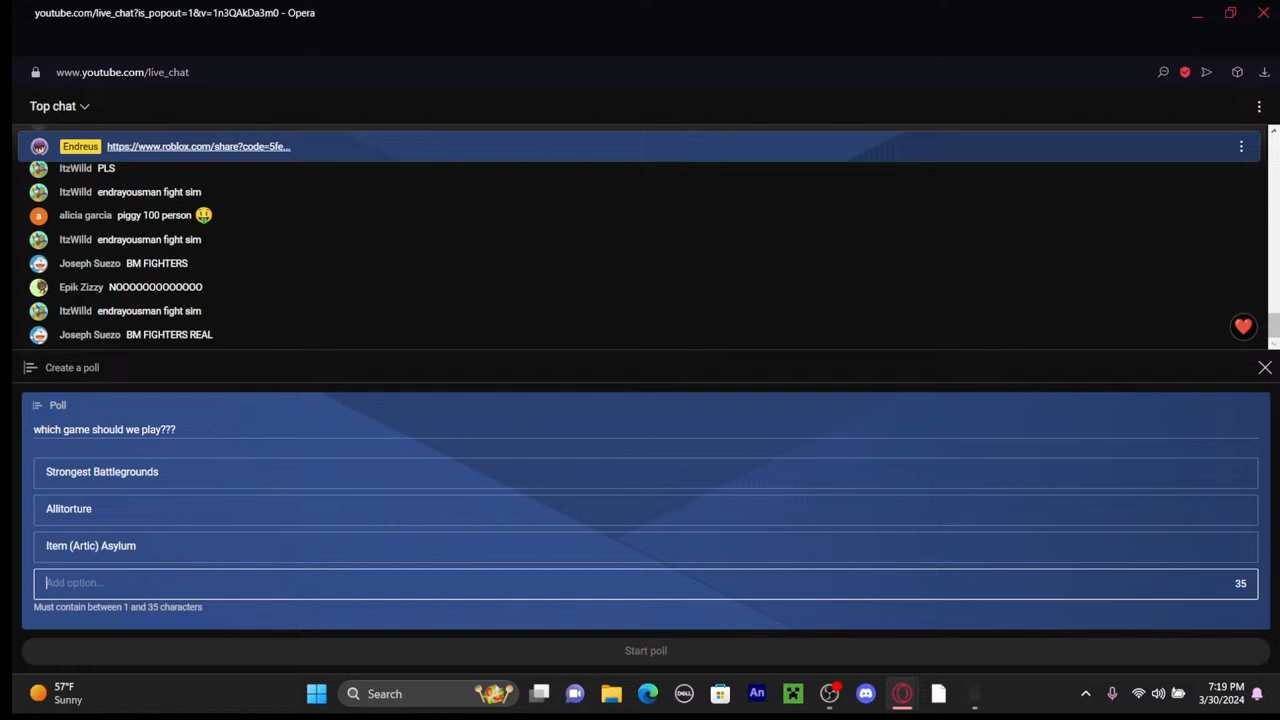 youtube.com/live_chat?is_popout=1&v=1n3QAkDa3m0 - Opera
www.youtube.com/live_chat
Top chat
Endreus https://www.roblox.com/share?code=5fe...
ItzWilld PLS
ItzWilld endrayousman fight sim
a alicia garcia piggy 100 person 🤑
ItzWilld endrayousman fight sim
Joseph Suezo BM FIGHTERS
Epik Zizzy NOOOOOOOOOOOOO
ItzWilld endrayousman fight sim
Joseph Suezo BM FIGHTERS REAL
Create a poll
Poll
which game should we play???
Strongest Battlegrounds
Allitorture
Item (Artic) Asylum
Add option... 35
Must contain between 1 and 35 characters
Start poll
57°F
Sunny
Search
DELL
An
7:19 PM
3/30/2024